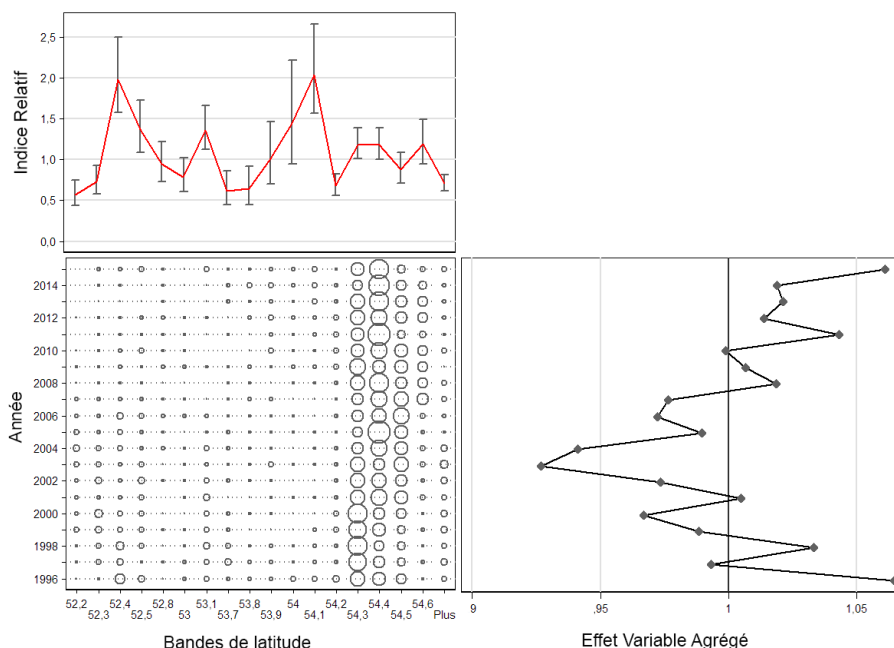 2,5
2,0
1,5
1,0
0,5
0,0
Indice Relatif
2014
2012
2010
2008
2006
2004
2002
2000
1998
1996
Année
52,2 52,4 52,8 53,1 53,8 54 54,2 54,4 54,6
52,3 52,5 53 53,7 53,9 54,1 54,3 54,5 Plus
Bandes de latitude
9 ,95 1 1,05
Effet Variable Agrégé